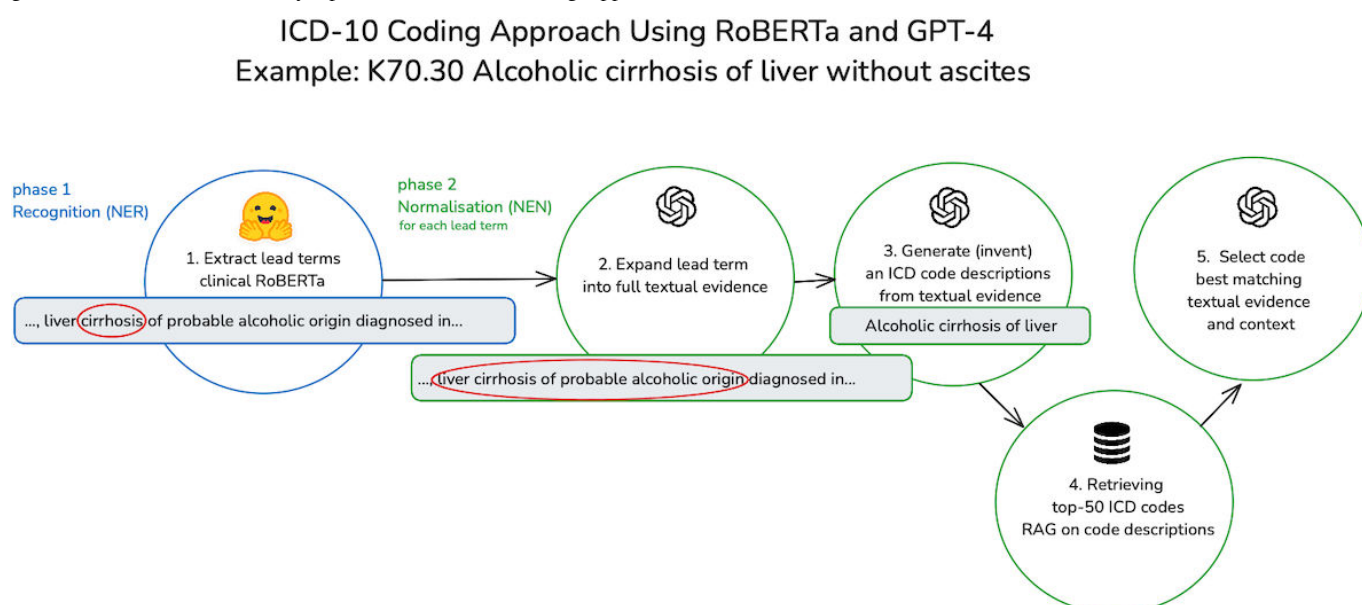 ICD-10 Coding Approach Using RoBERTa and GPT-4
Example: K70.30 Alcoholic cirrhosis of liver without ascites
phase 1
Recognition (NER)
1. Extract lead terms
clinical RoBERTa
..., liver cirrhosis of probable alcoholic origin diagnosed in...
phase 2
Normalisation (NEN)
for each lead term
2. Expand lead term
into full textual evidence
..., liver cirrhosis of probable alcoholic origin diagnosed in...
3. Generate (invent)
an ICD code descriptions
from textual evidence
Alcoholic cirrhosis of liver
4. Retrieving
top-50 ICD codes
RAG on code descriptions
5. Select code
best matching
textual evidence
and context